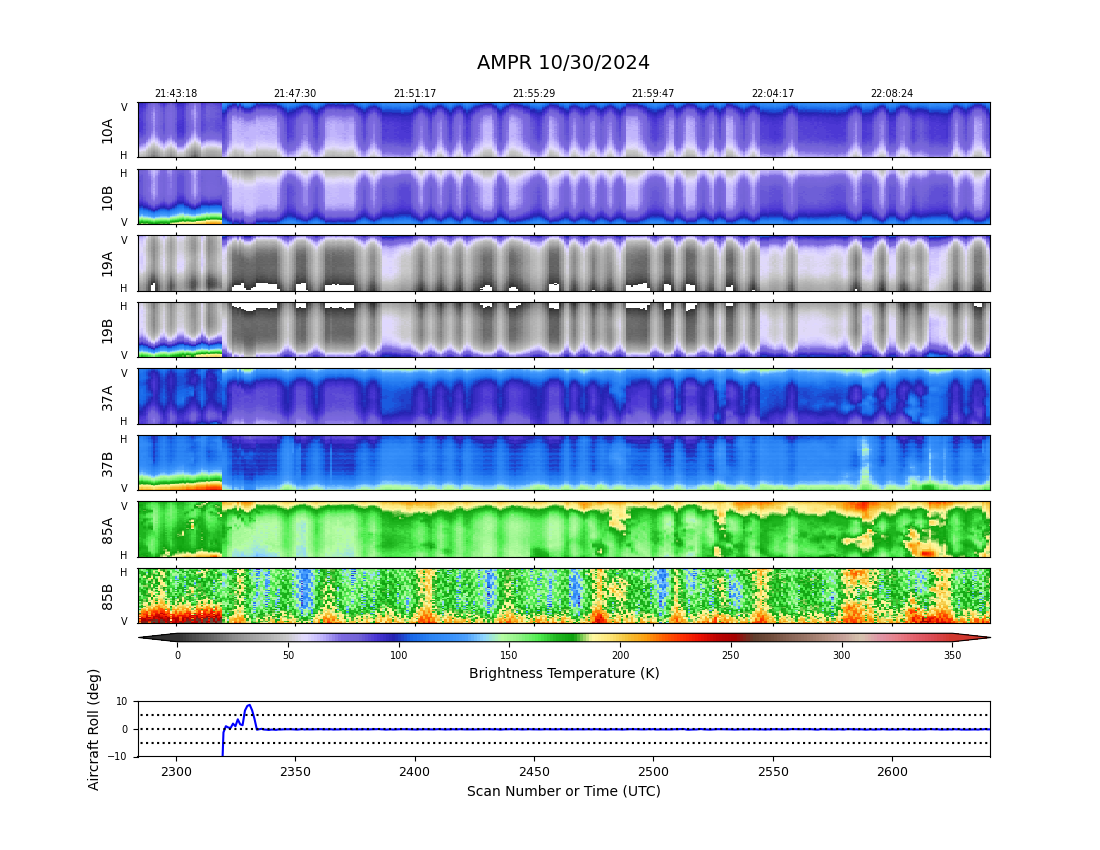 AMPR 10/30/2024
21:43:18 21:47:30 21:51:17 21:55:29 21:59:47 22:04:17 22:08:24
V
10A
H
H
10B
V
V
19A
H
H
19B
V
V
37A
H
H
37B
V
V
85A
H
H
85B
V
0 50 100 150 200 250 300 350
Brightness Temperature (K)
10
0
−10
Aircraft Roll (deg)
2300 2350 2400 2450 2500 2550 2600
Scan Number or Time (UTC)